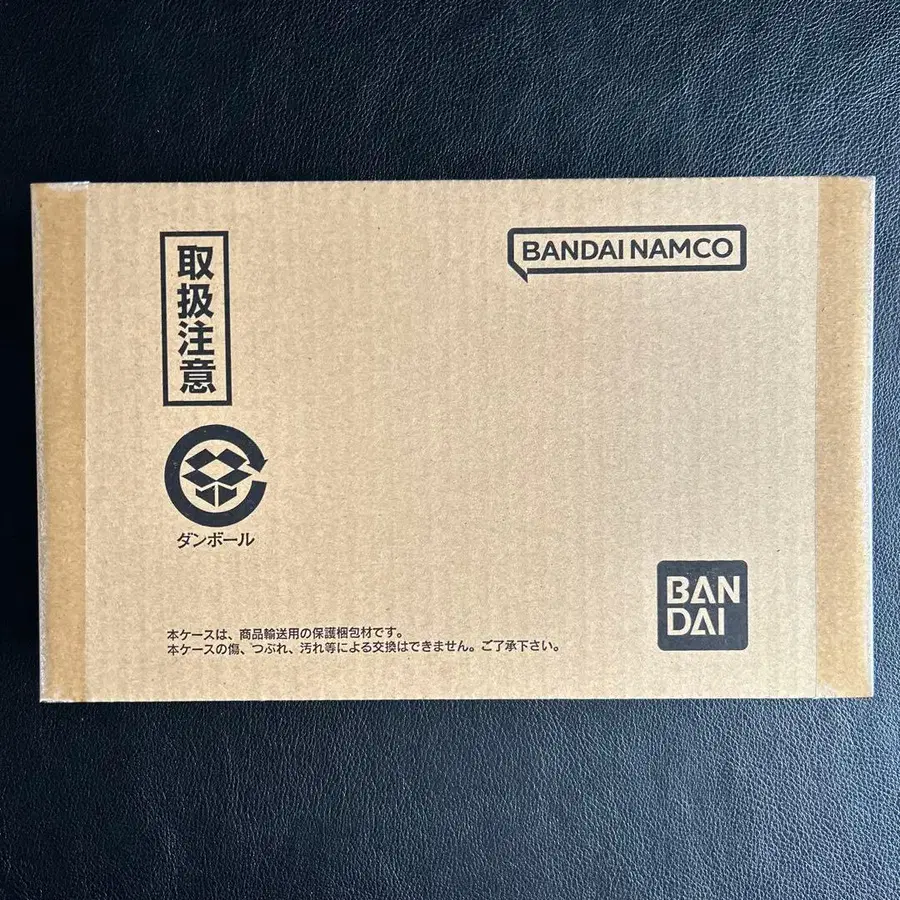 取扱注意
BANDAI NAMCO
ダンボール
BAN
DAI
本ケースは、商品輸送用の保護梱包材です。
本ケースの傷、つぶれ、汚れ等による交換はできません。ご了承下さい。